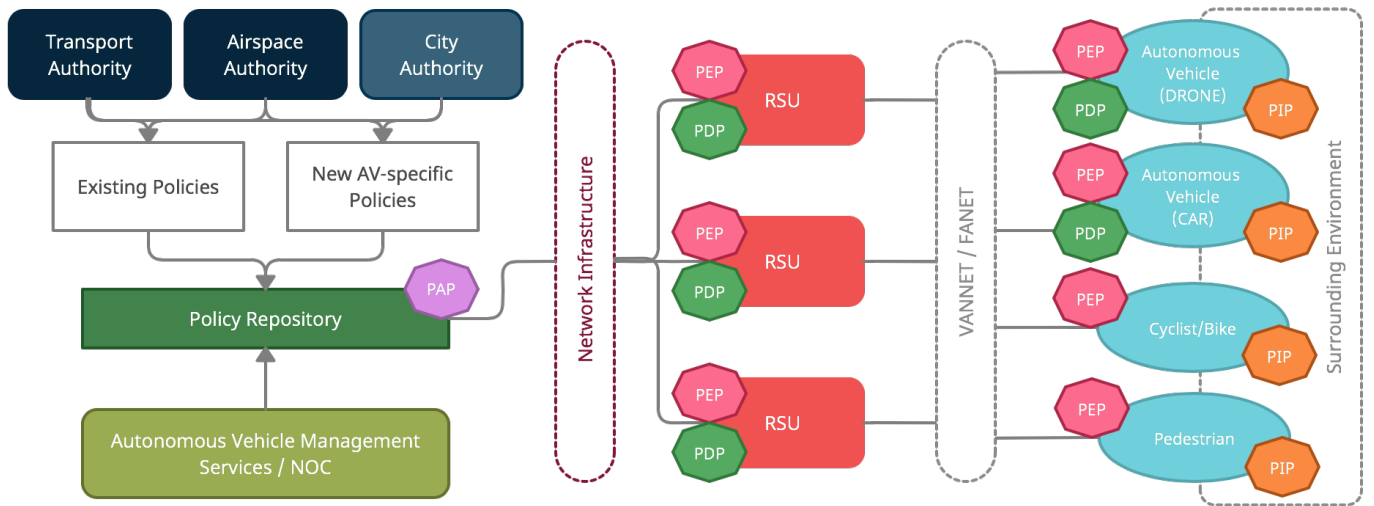 Transport
Authority
Airspace
Authority
City
Authority
Existing Policies
New AV-specific
Policies
PAP
Policy Repository
Autonomous Vehicle Management
Services / NOC
Network Infrastructure
PEP
RSU
PDP
PEP
RSU
PDP
PEP
RSU
PDP
VANNET / FANET
PEP
Autonomous
Vehicle
(DRONE)
PDP
PIP
PEP
Autonomous
Vehicle
(CAR)
PDP
PIP
PEP
Cyclist/Bike
PIP
PEP
Pedestrian
PIP
Surrounding Environment